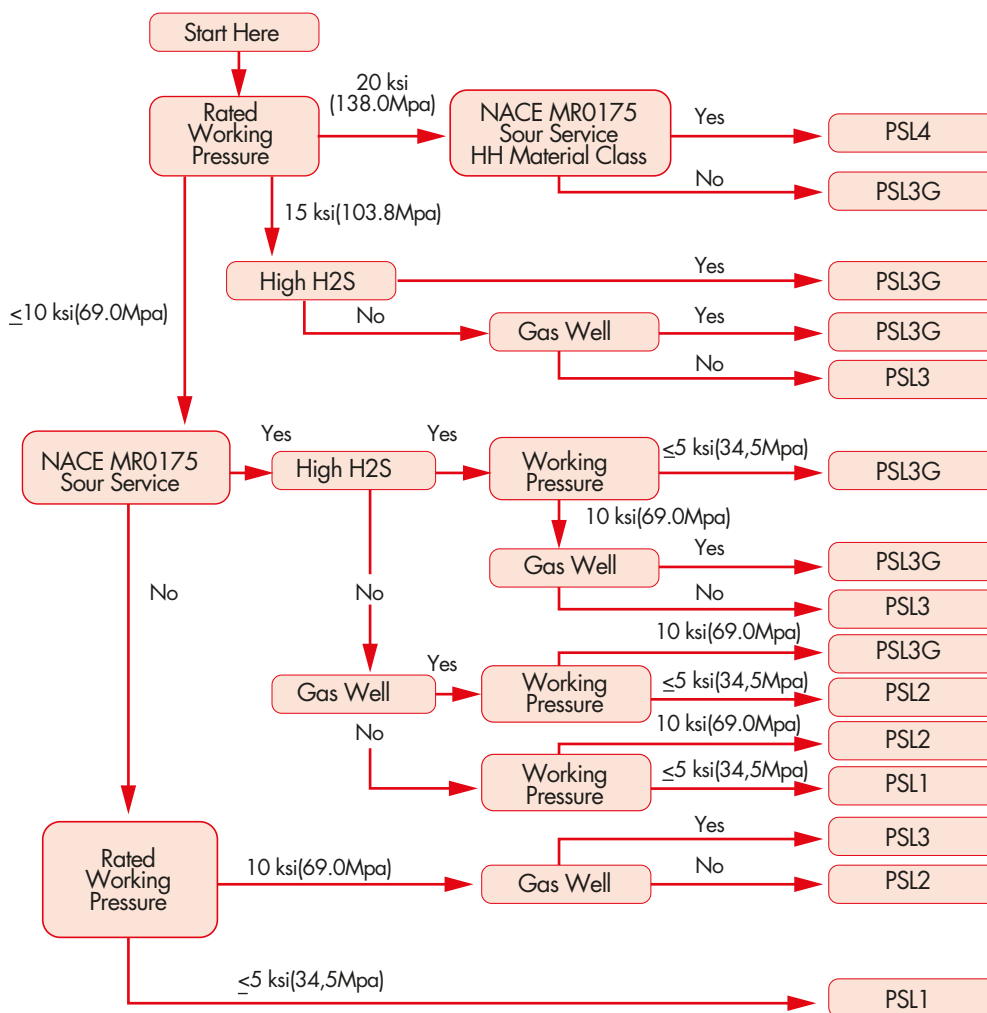 Start Here
20 ksi
(138.0Mpa)
Rated
Working
Pressure
NACE MR0175
Sour Service
HH Material Class
Yes
PSL4
No
PSL3G
15 ksi(103.8Mpa)
High H2S
Yes
PSL3G
≤10 ksi(69.0Mpa)
No
Gas Well
Yes
PSL3G
No
PSL3
NACE MR0175
Sour Service
Yes
High H2S
Yes
Working
Pressure
≤5 ksi(34,5Mpa)
PSL3G
10 ksi(69.0Mpa)
Gas Well
Yes
PSL3G
No
PSL3
No
No
10 ksi(69.0Mpa)
PSL3G
Gas Well
Yes
Working
Pressure
≤5 ksi(34,5Mpa)
PSL2
No
10 ksi(69.0Mpa)
PSL2
Working
Pressure
≤5 ksi(34,5Mpa)
PSL1
Rated
Working
Pressure
10 ksi(69.0Mpa)
Gas Well
Yes
PSL3
No
PSL2
≤5 ksi(34,5Mpa)
PSL1